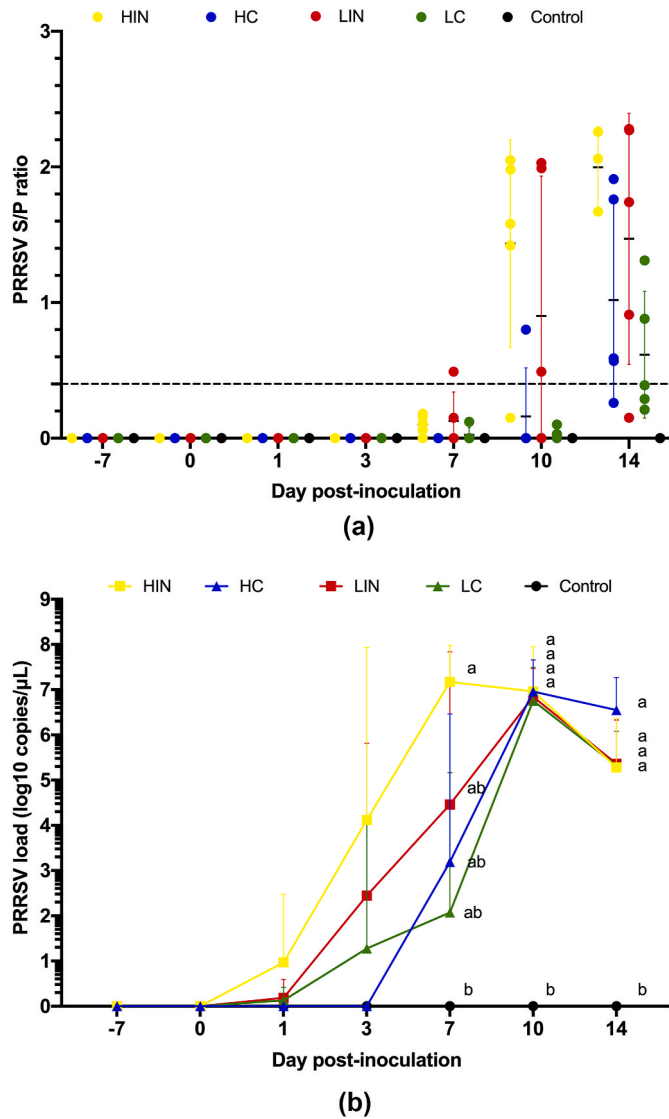 HIN HC LIN LC Control
3
2
1
0
PRRSV S/P ratio
-7 0 1 3 7 10 14
Day post-inoculation
(a)
HIN HC LIN LC Control
9
8
7
6
5
4
3
2
1
0
PRRSV load (log10 copies/µL)
a
a
a
a
a
a
a
a
a
ab
ab
ab
b b b
-7 0 1 3 7 10 14
Day post-inoculation
(b)